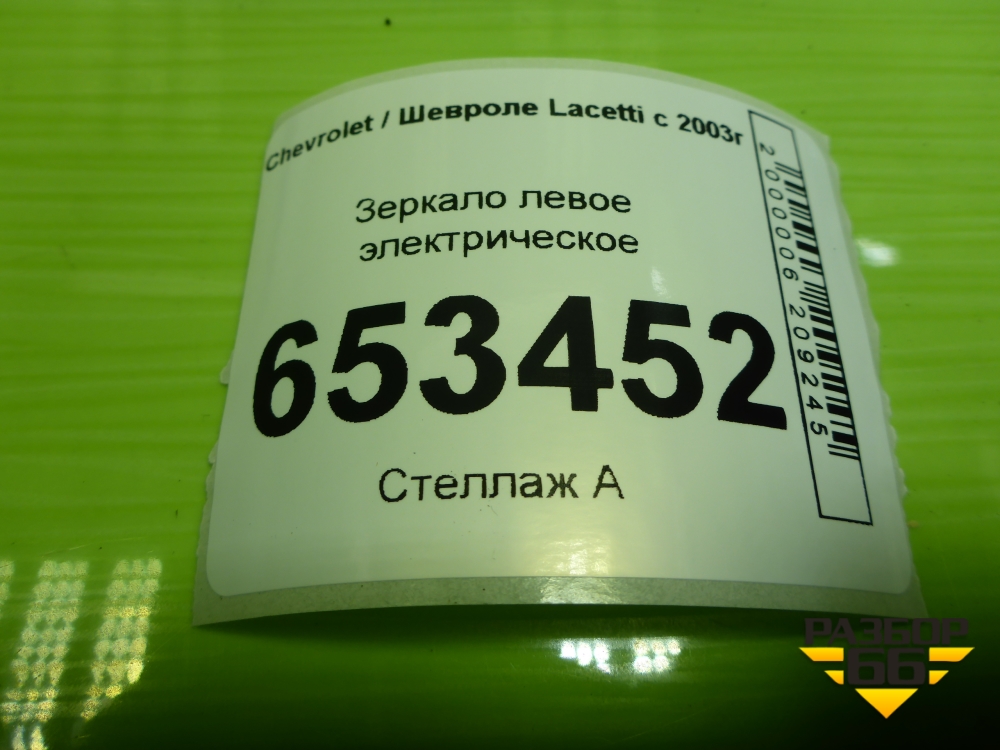 Chevrolet / Шевроле Lacetti с 2003г
Зеркало левое
электрическое
653452
Стеллаж А
2000006209245
РАЗБОР
66